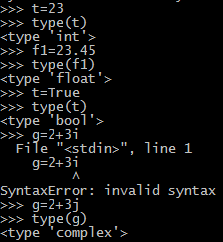 >>> t=23
>>> type(t)
<type 'int'>
>>> f1=23.45
>>> type(f1)
<type 'float'>
>>> t=True
>>> type(t)
<type 'bool'>
>>> g=2+3i
  File "<stdin>", line 1
    g=2+3i
         ^
SyntaxError: invalid syntax
>>> g=2+3j
>>> type(g)
<type 'complex'>